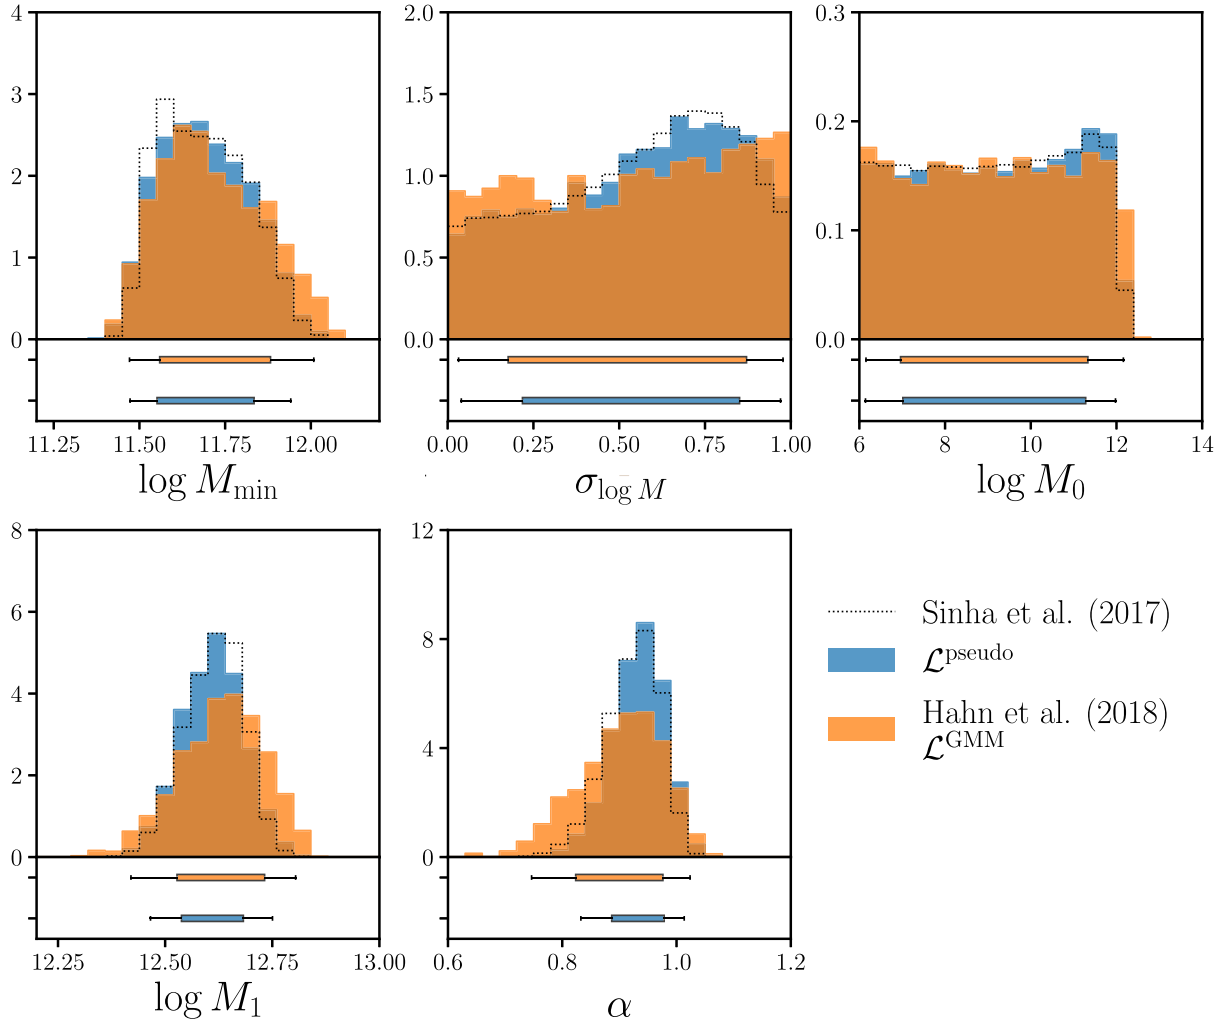 4
3
2
1
0
11.25 11.50 11.75 12.00
log M_min
2.0
1.5
1.0
0.5
0.0
0.00 0.25 0.50 0.75 1.00
σ_log M
0.3
0.2
0.1
0.0
6 8 10 12 14
log M_0
8
6
4
2
0
12.25 12.50 12.75 13.00
log M_1
12
8
4
0
0.6 0.8 1.0 1.2
α
Sinha et al. (2017)
ℒ^pseudo
Hahn et al. (2018)
ℒ^GMM